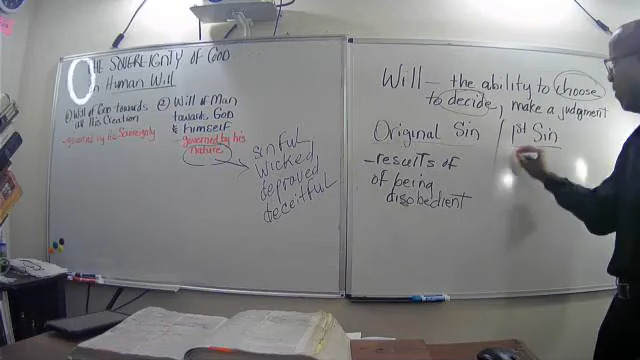 THE SOVEREIGNTY OF GOD....
n Human Will
① Will of God towards
all His Creation
- governed by His Sovereignty
② Will of Man
towards God
& himself
- governed by his
nature
sinful
wicked
depraved
deceitful
Will - the ability to choose
to decide, make a judgment
Original Sin / 1st Sin
- results of
of being
disobedient